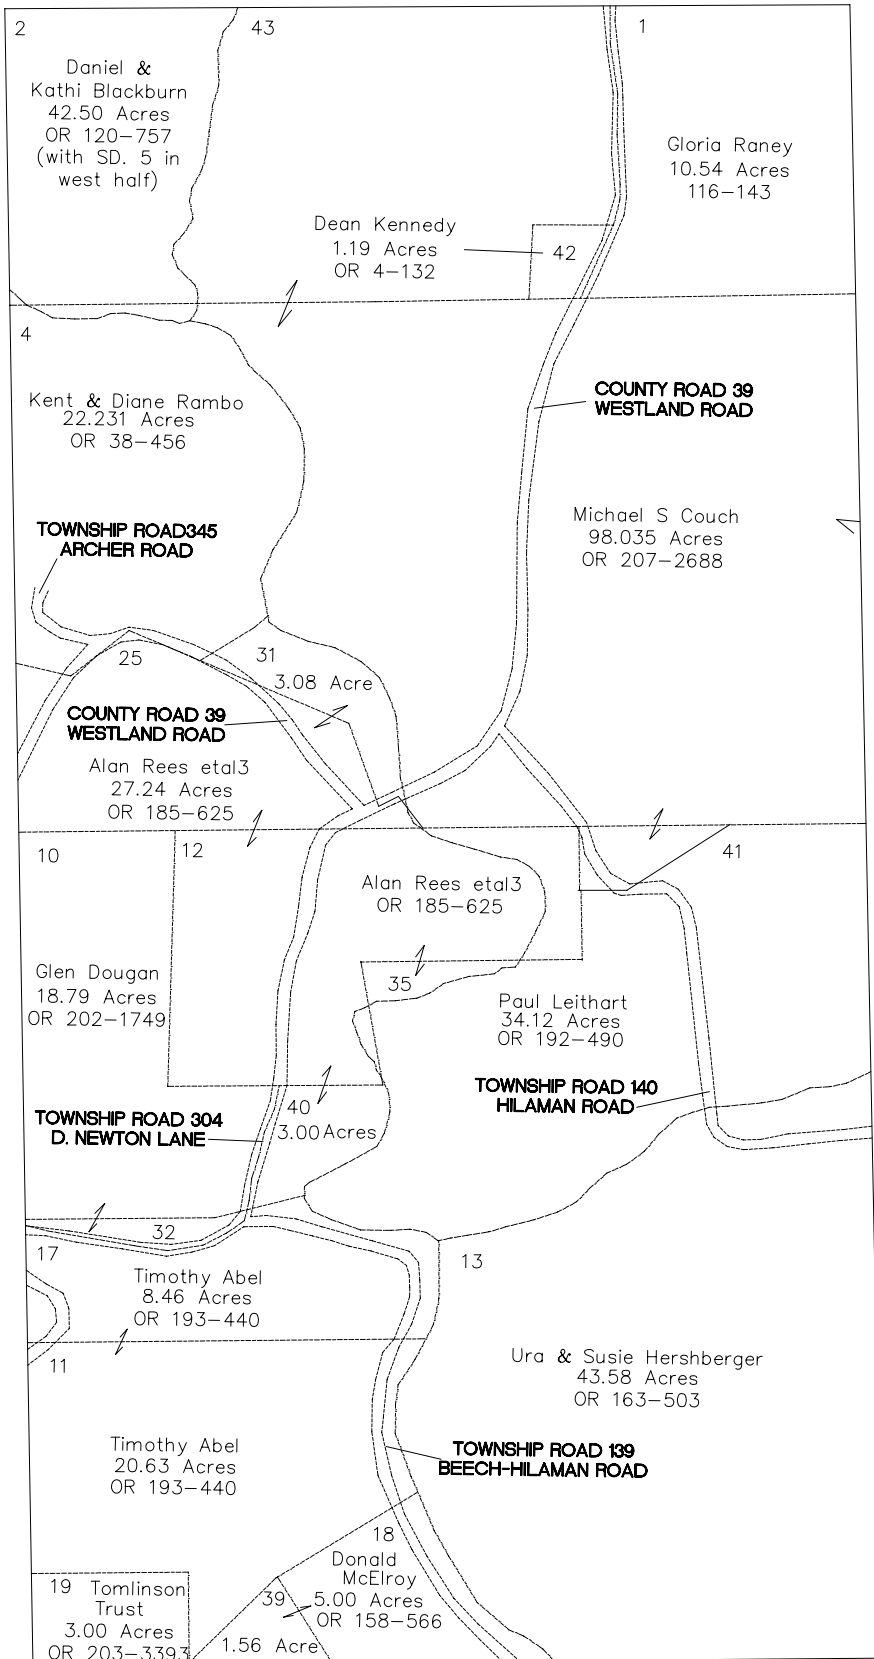 2
43
1
Daniel &
Kathi Blackburn
42.50 Acres
OR 120-757
(with SD. 5 in
west half)
Gloria Raney
10.54 Acres
116-143
Dean Kennedy
1.19 Acres
OR 4-132
42
4
Kent & Diane Rambo
22.231 Acres
OR 38-456
COUNTY ROAD 39
WESTLAND ROAD
Michael S Couch
98.035 Acres
OR 207-2688
TOWNSHIP ROAD345
ARCHER ROAD
25
31
3.08 Acre
COUNTY ROAD 39
WESTLAND ROAD
Alan Rees etal3
27.24 Acres
OR 185-625
10
12
41
Alan Rees etal3
OR 185-625
Glen Dougan
18.79 Acres
OR 202-1749
35
Paul Leithart
34.12 Acres
OR 192-490
TOWNSHIP ROAD 140
HILAMAN ROAD
TOWNSHIP ROAD 304
D. NEWTON LANE
40
3.00 Acres
32
17
13
Timothy Abel
8.46 Acres
OR 193-440
11
Ura & Susie Hershberger
43.58 Acres
OR 163-503
Timothy Abel
20.63 Acres
OR 193-440
TOWNSHIP ROAD 139
BEECH-HILAMAN ROAD
18
Donald
McElroy
5.00 Acres
OR 158-566
39
1.56 Acre
19 Tomlinson
Trust
3.00 Acres
OR 203-3393